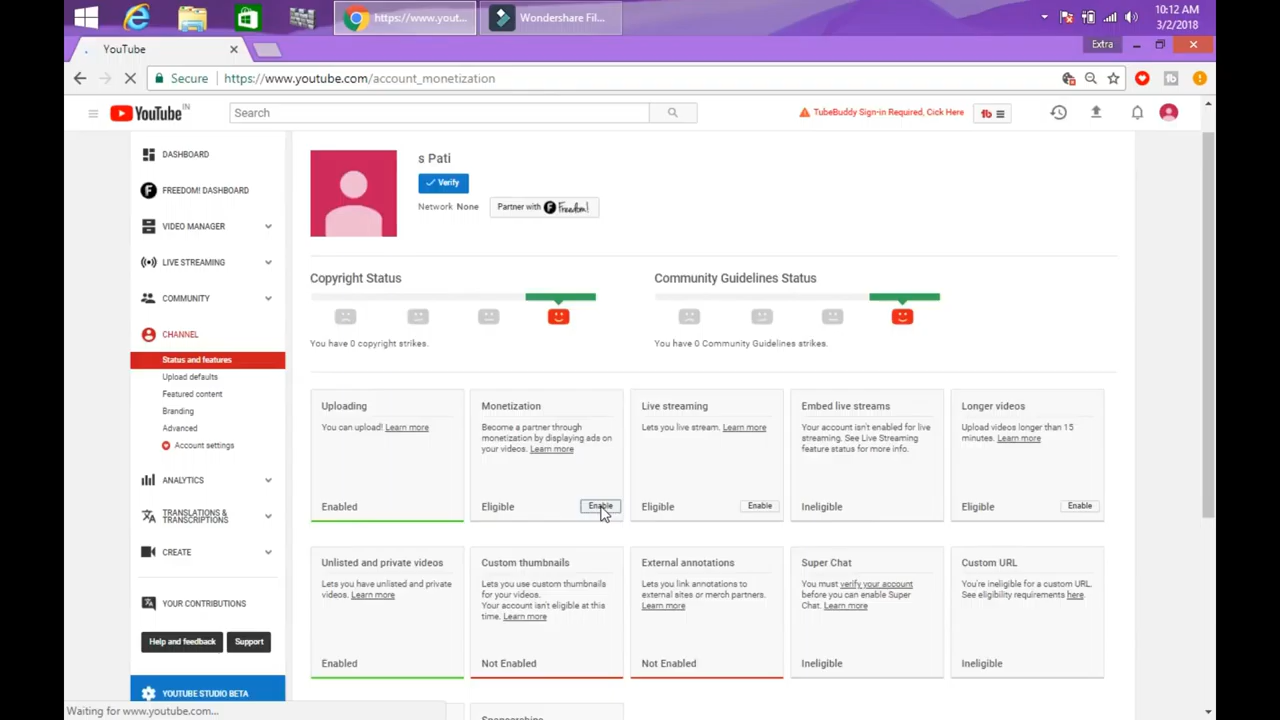 https://www.yout...
Wondershare Fil...
10:12 AM
3/2/2018
YouTube
Extra
Secure
https://www.youtube.com/account_monetization
YouTube IN
Search
TubeBuddy Sign-in Required, Click Here
tb
DASHBOARD
FREEDOM! DASHBOARD
VIDEO MANAGER
LIVE STREAMING
COMMUNITY
CHANNEL
Status and features
Upload defaults
Featured content
Branding
Advanced
Account settings
ANALYTICS
TRANSLATIONS &
TRANSCRIPTIONS
CREATE
YOUR CONTRIBUTIONS
Help and feedback
Support
YOUTUBE STUDIO BETA
Waiting for www.youtube.com...
s Pati
Verify
Network None
Partner with Freedom!
Copyright Status
You have 0 copyright strikes.
Community Guidelines Status
You have 0 Community Guidelines strikes.
Uploading
You can upload! Learn more
Enabled
Monetization
Become a partner through
monetization by displaying ads on
your videos. Learn more
Eligible
Enable
Live streaming
Lets you live stream. Learn more
Eligible
Enable
Embed live streams
Your account isn't enabled for live
streaming. See Live Streaming
feature status for more info.
Ineligible
Longer videos
Upload videos longer than 15
minutes. Learn more
Eligible
Enable
Unlisted and private videos
Lets you have unlisted and private
videos. Learn more
Enabled
Custom thumbnails
Lets you use custom thumbnails
for your videos.
Your account isn't eligible at this
time. Learn more
Not Enabled
External annotations
Lets you link annotations to
external sites or merch partners.
Learn more
Not Enabled
Super Chat
You must verify your account
before you can enable Super
Chat. Learn more
Ineligible
Custom URL
You're ineligible for a custom URL.
See eligibility requirements here.
Ineligible
Sponsorships